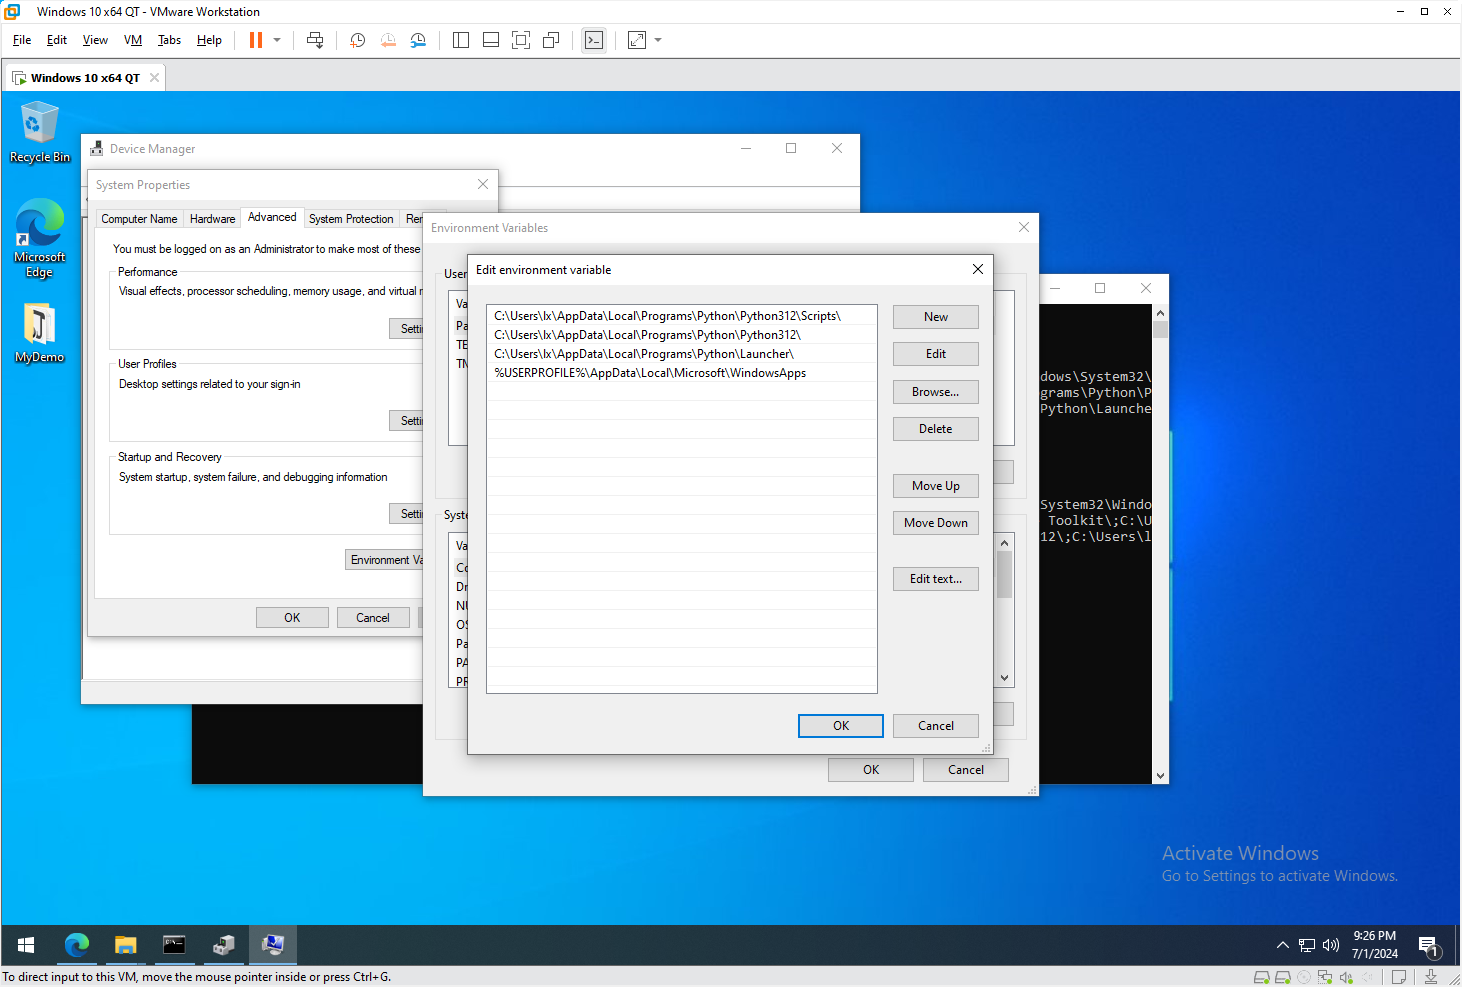 Windows 10 x64 QT - VMware Workstation
File Edit View VM Tabs Help
Windows 10 x64 QT
Recycle Bin
Microsoft
Edge
MyDemo
Device Manager
System Properties
Computer Name Hardware Advanced System Protection
You must be logged on as an Administrator to make most of these
Performance
Visual effects, processor scheduling, memory usage, and virtual
User Profiles
Desktop settings related to your sign-in
Startup and Recovery
System startup, system failure, and debugging information
Environment Va
OK Cancel
Environment Variables
User
Va
Pa
TE
TM
Syste
Va
Co
Dr
NU
OS
Pa
PA
PR
OK Cancel
Edit environment variable
C:\Users\lx\AppData\Local\Programs\Python\Python312\Scripts\
C:\Users\lx\AppData\Local\Programs\Python\Python312\
C:\Users\lx\AppData\Local\Programs\Python\Launcher\
%USERPROFILE%\AppData\Local\Microsoft\WindowsApps
New
Edit
Browse...
Delete
Move Up
Move Down
Edit text...
OK Cancel
dows\System32\
grams\Python\P
Python\Launche
System32\Windo
Toolkit\;C:\U
12\;C:\Users\l
Activate Windows
Go to Settings to activate Windows.
9:26 PM
7/1/2024
1
To direct input to this VM, move the mouse pointer inside or press Ctrl+G.